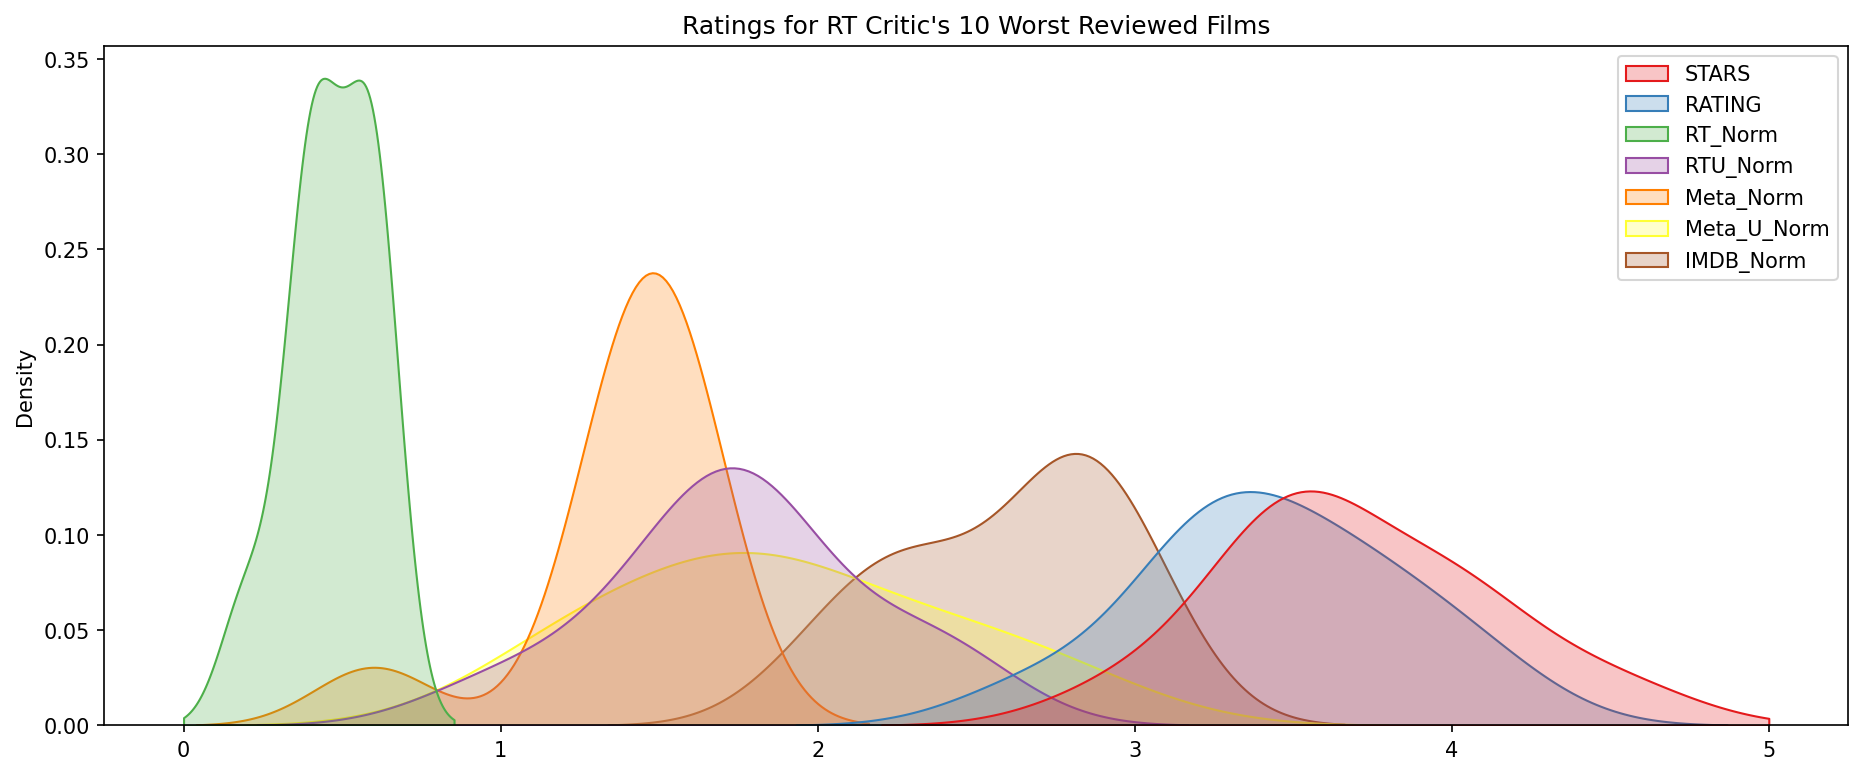 Ratings for RT Critic's 10 Worst Reviewed Films
STARS
RATING
RT_Norm
RTU_Norm
Meta_Norm
Meta_U_Norm
IMDB_Norm
Density
0.35
0.30
0.25
0.20
0.15
0.10
0.05
0.00
0 1 2 3 4 5